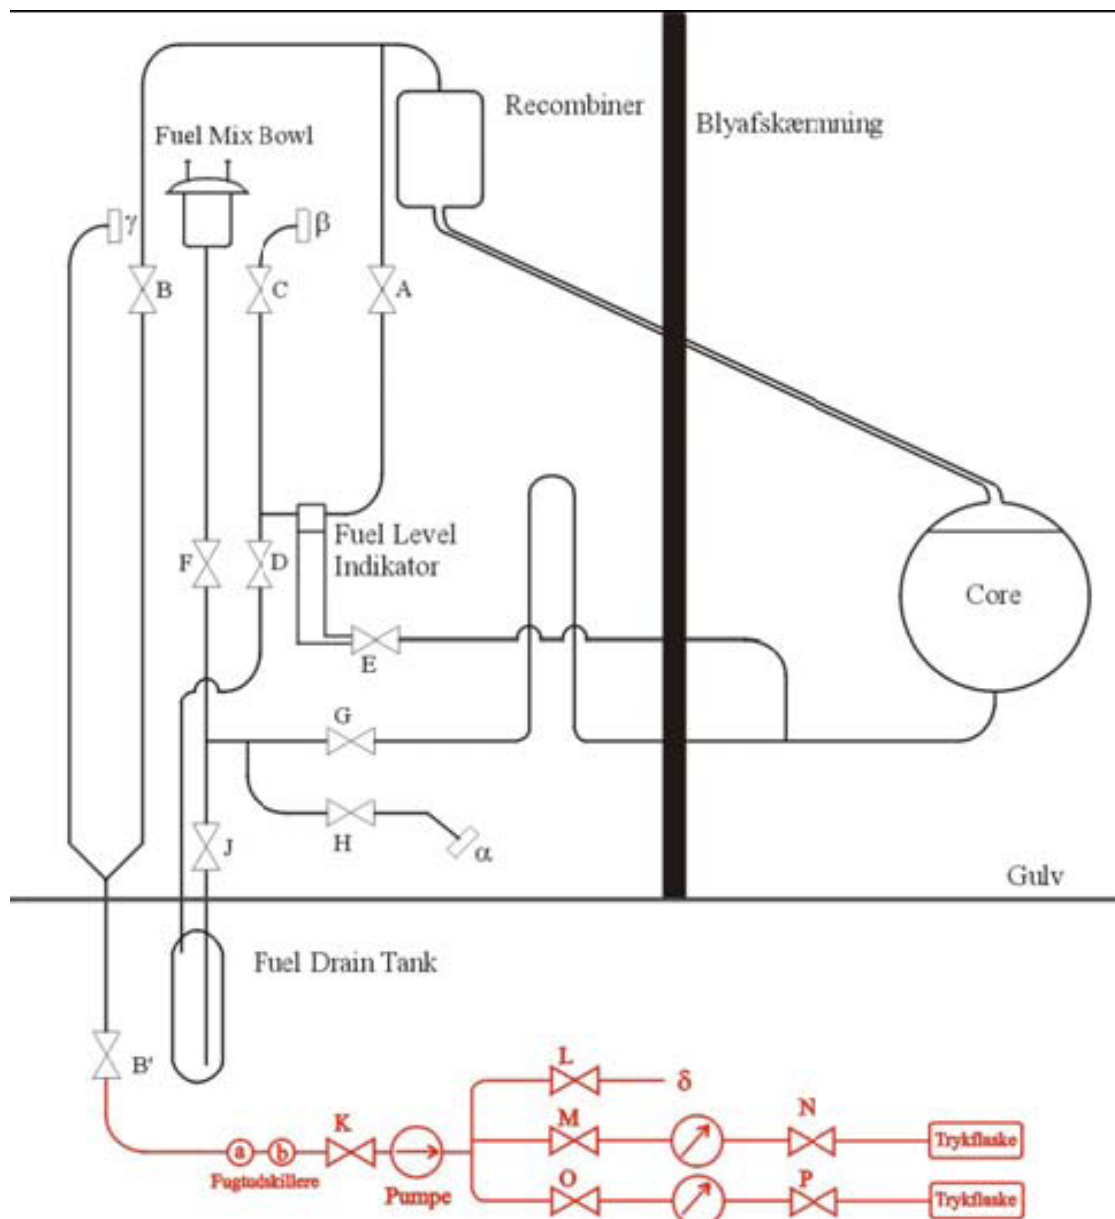 Recombiner
Blyafskærmning
Fuel Mix Bowl
γ
β
B
C
A
Fuel Level
Indikator
F
D
Core
E
G
J
H
α
Gulv
Fuel Drain Tank
B'
L
δ
K
M
N
a
b
Trykflaske
Fugtudskillere
Pumpe
O
P
Trykflaske